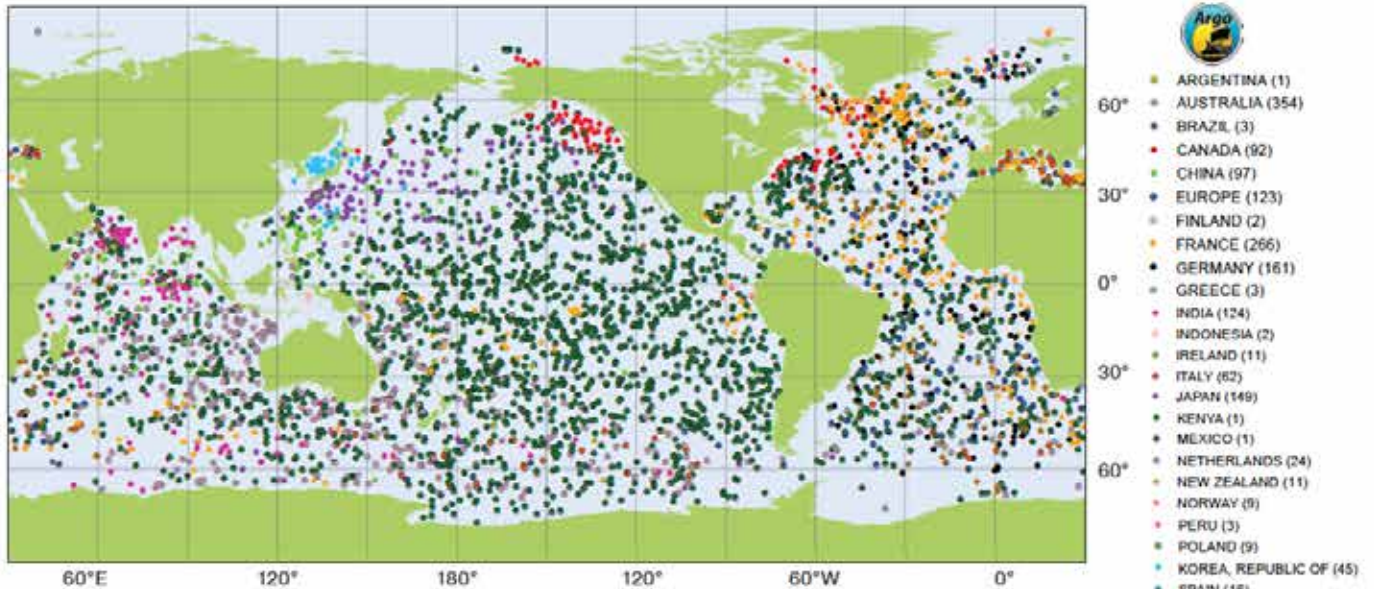 Argo
ARGENTINA (1)
AUSTRALIA (354)
BRAZIL (3)
CANADA (92)
CHINA (97)
EUROPE (123)
FINLAND (2)
FRANCE (266)
GERMANY (161)
GREECE (3)
INDIA (124)
INDONESIA (2)
IRELAND (11)
ITALY (62)
JAPAN (149)
KENYA (1)
MEXICO (1)
NETHERLANDS (24)
NEW ZEALAND (11)
NORWAY (9)
PERU (3)
POLAND (9)
KOREA, REPUBLIC OF (45)
60°
30°
0°
30°
60°
60°E 120° 180° 120° 60°W 0°